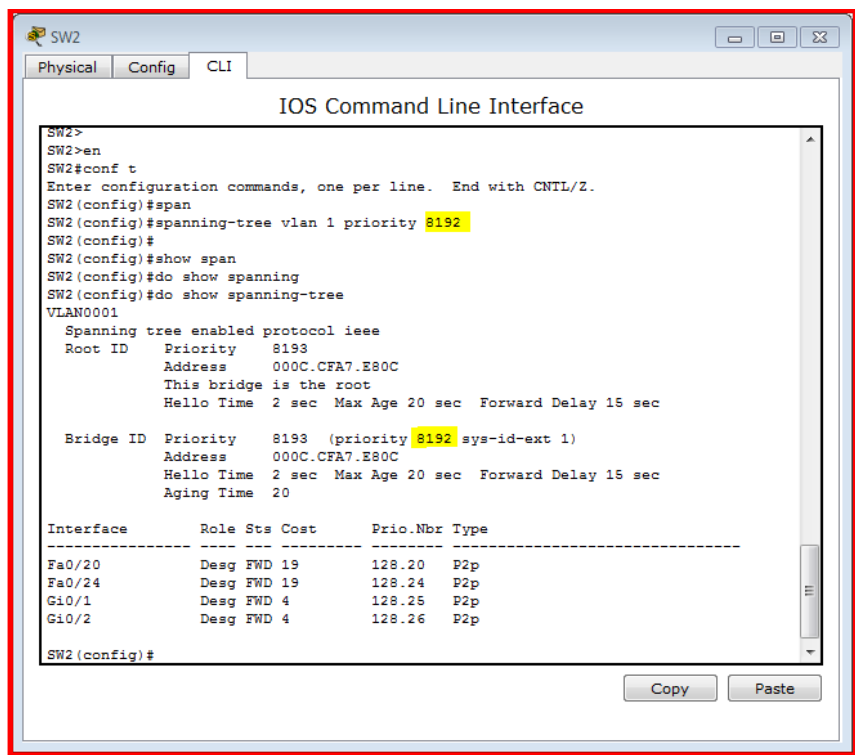 SW2
Physical Config CLI
IOS Command Line Interface
SW2>
SW2>en
SW2#conf t
Enter configuration commands, one per line.  End with CNTL/Z.
SW2(config)#span
SW2(config)#spanning-tree vlan 1 priority 8192
SW2(config)#
SW2(config)#show span
SW2(config)#do show spanning
SW2(config)#do show spanning-tree
VLAN0001
  Spanning tree enabled protocol ieee
  Root ID    Priority    8193
             Address     000C.CFA7.E80C
             This bridge is the root
             Hello Time  2 sec  Max Age 20 sec  Forward Delay 15 sec
  Bridge ID  Priority    8193  (priority 8192 sys-id-ext 1)
             Address     000C.CFA7.E80C
             Hello Time  2 sec  Max Age 20 sec  Forward Delay 15 sec
             Aging Time  20
Interface        Role Sts Cost      Prio.Nbr Type
---------------- ---- --- --------- -------- --------------------------------
Fa0/20           Desg FWD 19        128.20   P2p
Fa0/24           Desg FWD 19        128.24   P2p
Gi0/1            Desg FWD 4         128.25   P2p
Gi0/2            Desg FWD 4         128.26   P2p
SW2(config)#
Copy Paste